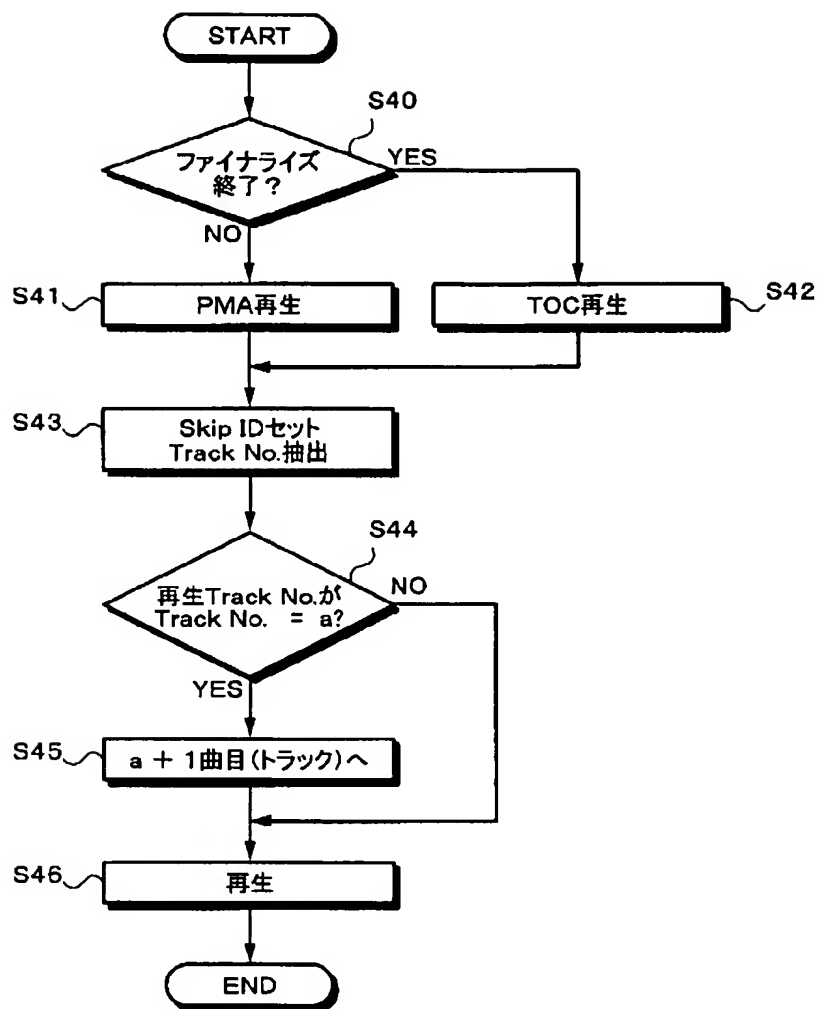 START
S40
ファイナライズ
終了?
YES
NO
S41
PMA再生
TOC再生
S42
S43
Skip IDセット
Track No.抽出
S44
再生Track No.が
Track No. = a?
NO
YES
S45
a + 1曲目(トラック)へ
S46
再生
END